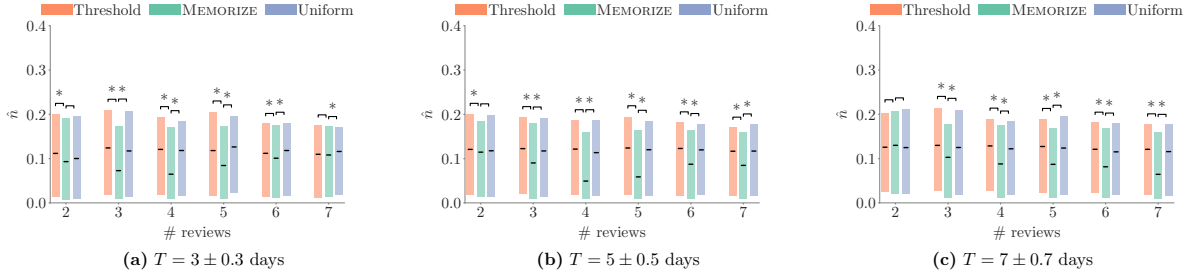 Threshold MEMORIZE Uniform
0.4
0.3
0.2
0.1
0.0
n̂
* * * * * * * * * *
2 3 4 5 6 7
# reviews
(a) T = 3 ± 0.3 days
Threshold MEMORIZE Uniform
0.4
0.3
0.2
0.1
0.0
n̂
* * * * * * * * * * *
2 3 4 5 6 7
# reviews
(b) T = 5 ± 0.5 days
Threshold MEMORIZE Uniform
0.4
0.3
0.2
0.1
0.0
n̂
* * * * * * * * * *
2 3 4 5 6 7
# reviews
(c) T = 7 ± 0.7 days